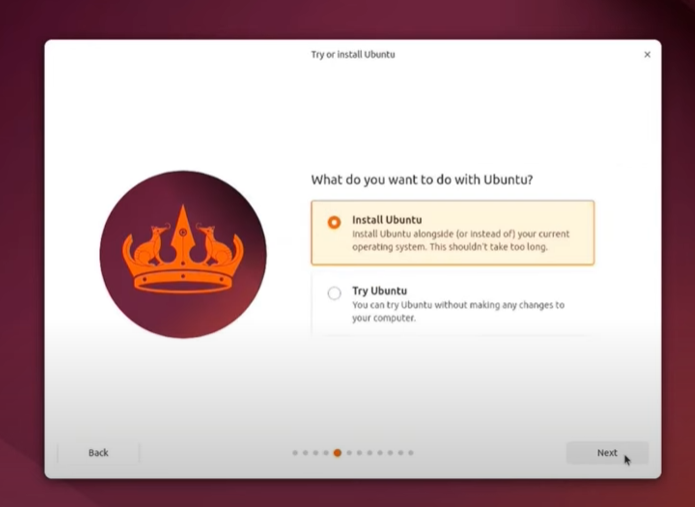 Try or install Ubuntu
What do you want to do with Ubuntu?
Install Ubuntu
Install Ubuntu alongside (or instead of) your current
operating system. This shouldn't take too long.
Try Ubuntu
You can try Ubuntu without making any changes to
your computer.
Back
Next